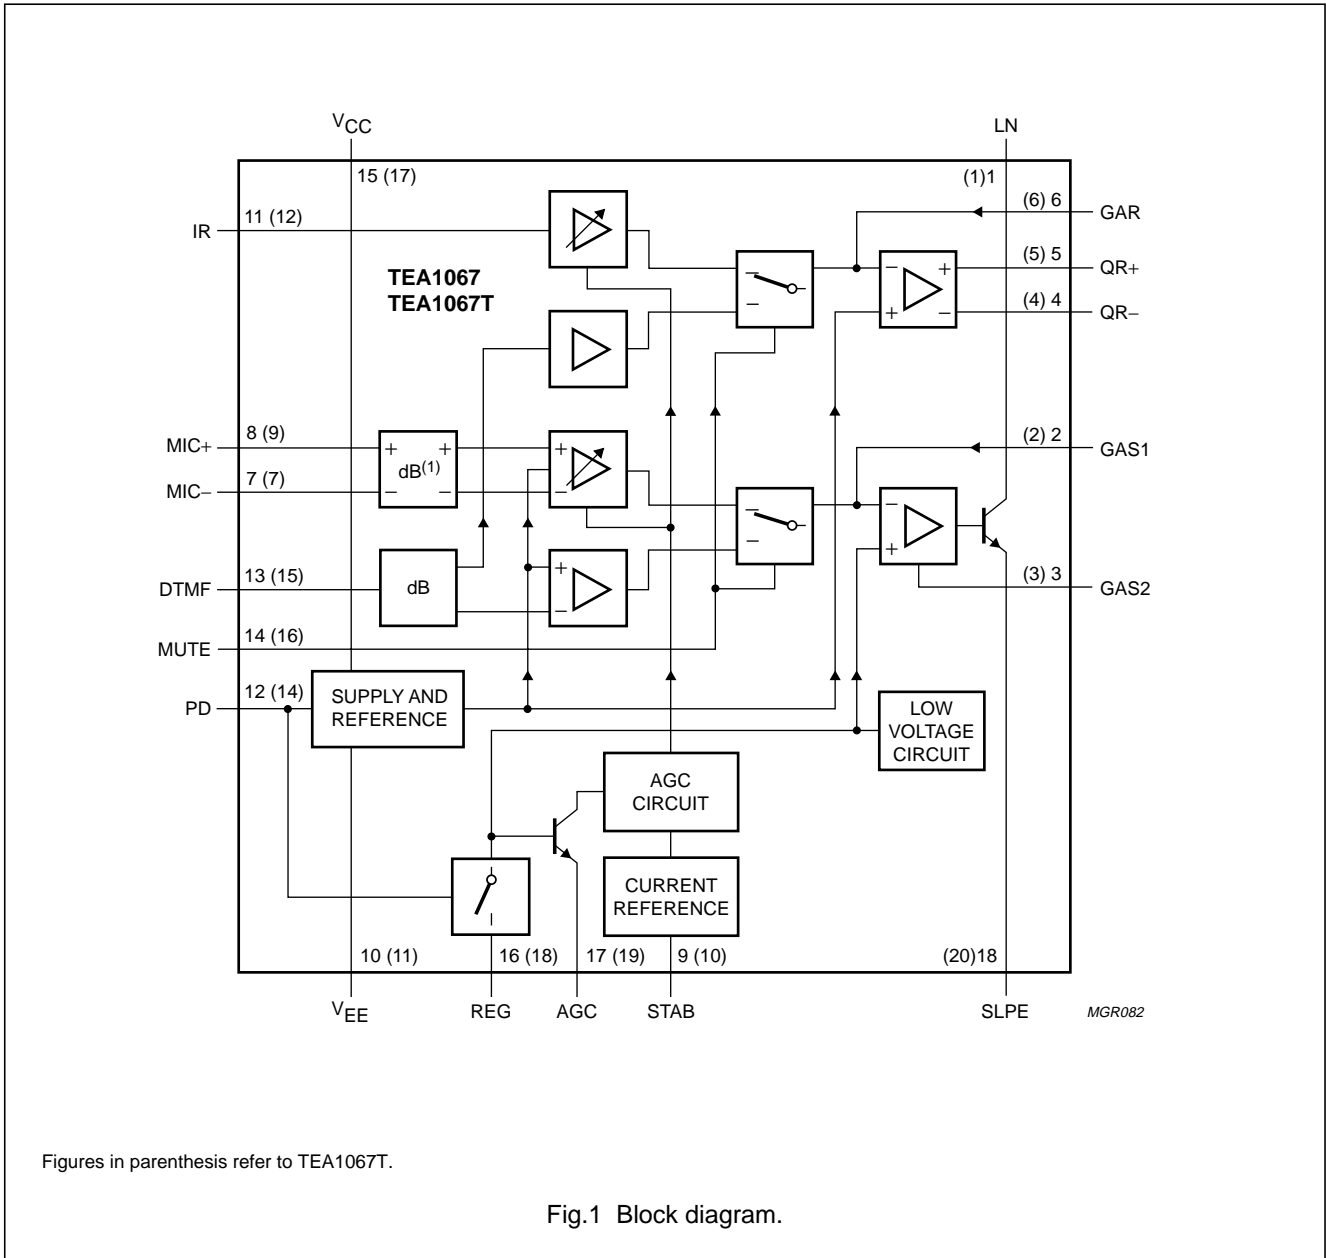 VCC
LN
15 (17)
(1)1
(6) 6
GAR
11 (12)
IR
TEA1067
TEA1067T
(5) 5
QR+
(4) 4
QR−
− −
− + + −
8 (9)
MIC+
7 (7)
MIC−
+ +
dB(1)
− −
+
−
(2) 2
GAS1
− −
−
+
13 (15)
DTMF
dB
+
−
(3) 3
GAS2
14 (16)
MUTE
12 (14)
PD
SUPPLY AND
REFERENCE
LOW
VOLTAGE
CIRCUIT
AGC
CIRCUIT
CURRENT
REFERENCE
10 (11)
16 (18)
17 (19)
9 (10)
(20)18
VEE
REG
AGC
STAB
SLPE
MGR082
Figures in parenthesis refer to TEA1067T.
Fig.1 Block diagram.